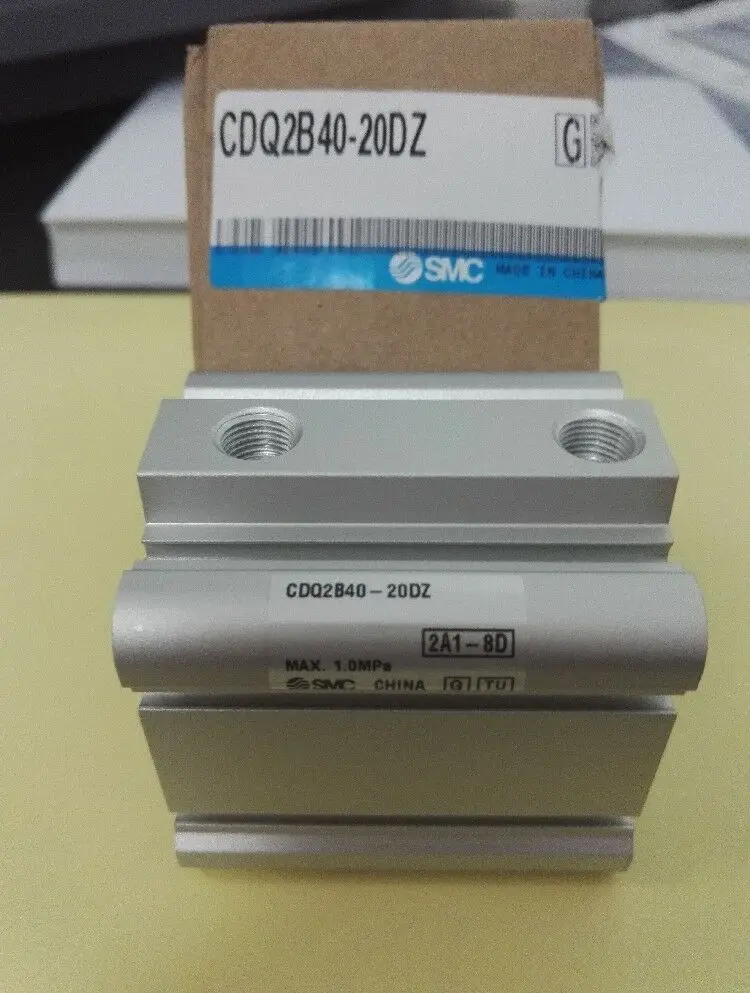 CDQ2B40-20DZ
G
SMC MADE IN CHINA
CDQ2B40-20DZ
2A1-8D
MAX. 1.0MPa
SMC CHINA G TU